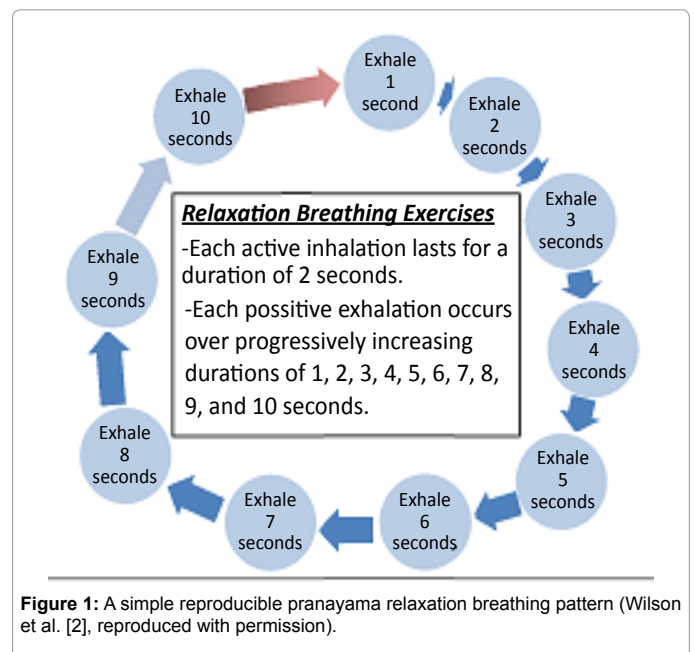 Exhale
1
second
Exhale
2
seconds
Exhale
3
seconds
Exhale
4
seconds
Exhale
5
seconds
Exhale
6
seconds
Exhale
7
seconds
Exhale
8
seconds
Exhale
9
seconds
Exhale
10
seconds
Relaxation Breathing Exercises
-Each active inhalation lasts for a
duration of 2 seconds.
-Each possitive exhalation occurs
over progressively increasing
durations of 1, 2, 3, 4, 5, 6, 7, 8,
9, and 10 seconds.
Figure 1: A simple reproducible pranayama relaxation breathing pattern (Wilson
et al. [2], reproduced with permission).